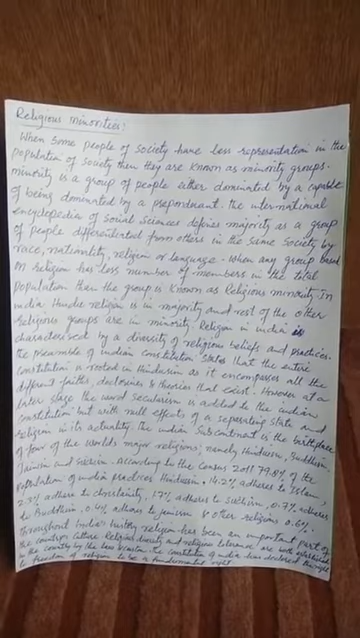 Religious Minorities:
When some people of society have less representation in the
population of society then they are known as minority groups.
minority is a group of people either dominated by a capable
of being dominated by a preponderant. the international
encyclopedia of social sciences defines majority as a group
of people differentiated from others in the same society by
race, nationality, religion or language. when any group based
on religion has less number of members in the total
population then the group is known as Religious minority. In
india Hindu religion is in majority and rest of the other
religious groups are in minority. Religion in india is
characterised by a diversity of religious beliefs and practices.
the preamble of indian constitution states that the entire
constitution is rooted in Hinduism as it encompasses all the
different faiths, doctrines & theories that exist. However at a
later stage the word secularism is added to the indian
constitution but with null effects of a separating state and
religion in its actuality. the indian subcontinent is the birthplace
of four of the worlds major religions, namely Hinduism, Buddhism,
Jainism and Sikhism. According to the census 2011 79.8% of the
population of india practices Hinduism, 14.2% adheres to Islam,
2.3% adheres to christianity, 1.7% adheres to Sikhism, 0.7% adheres
to Buddhism, 0.4% adheres to jainism & other religions 0.6%.
throughout India's history religion has been an important part of
the country's culture. Religious diversity and religious tolerance are both established
in the country by the law & custom. the constitution of india has declared the right
to freedom of religion to be a fundamental right.